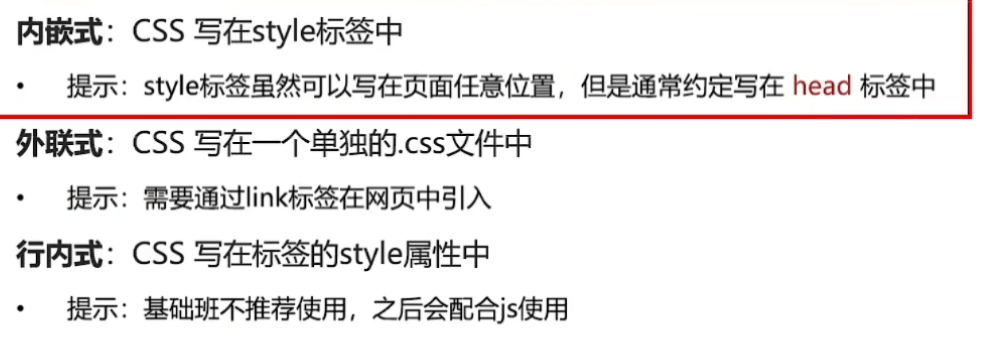 内嵌式：CSS 写在style标签中
• 提示：style标签虽然可以写在页面任意位置，但是通常约定写在 head 标签中
外联式：CSS 写在一个单独的.css文件中
• 提示：需要通过link标签在网页中引入
行内式：CSS 写在标签的style属性中
• 提示：基础班不推荐使用，之后会配合js使用